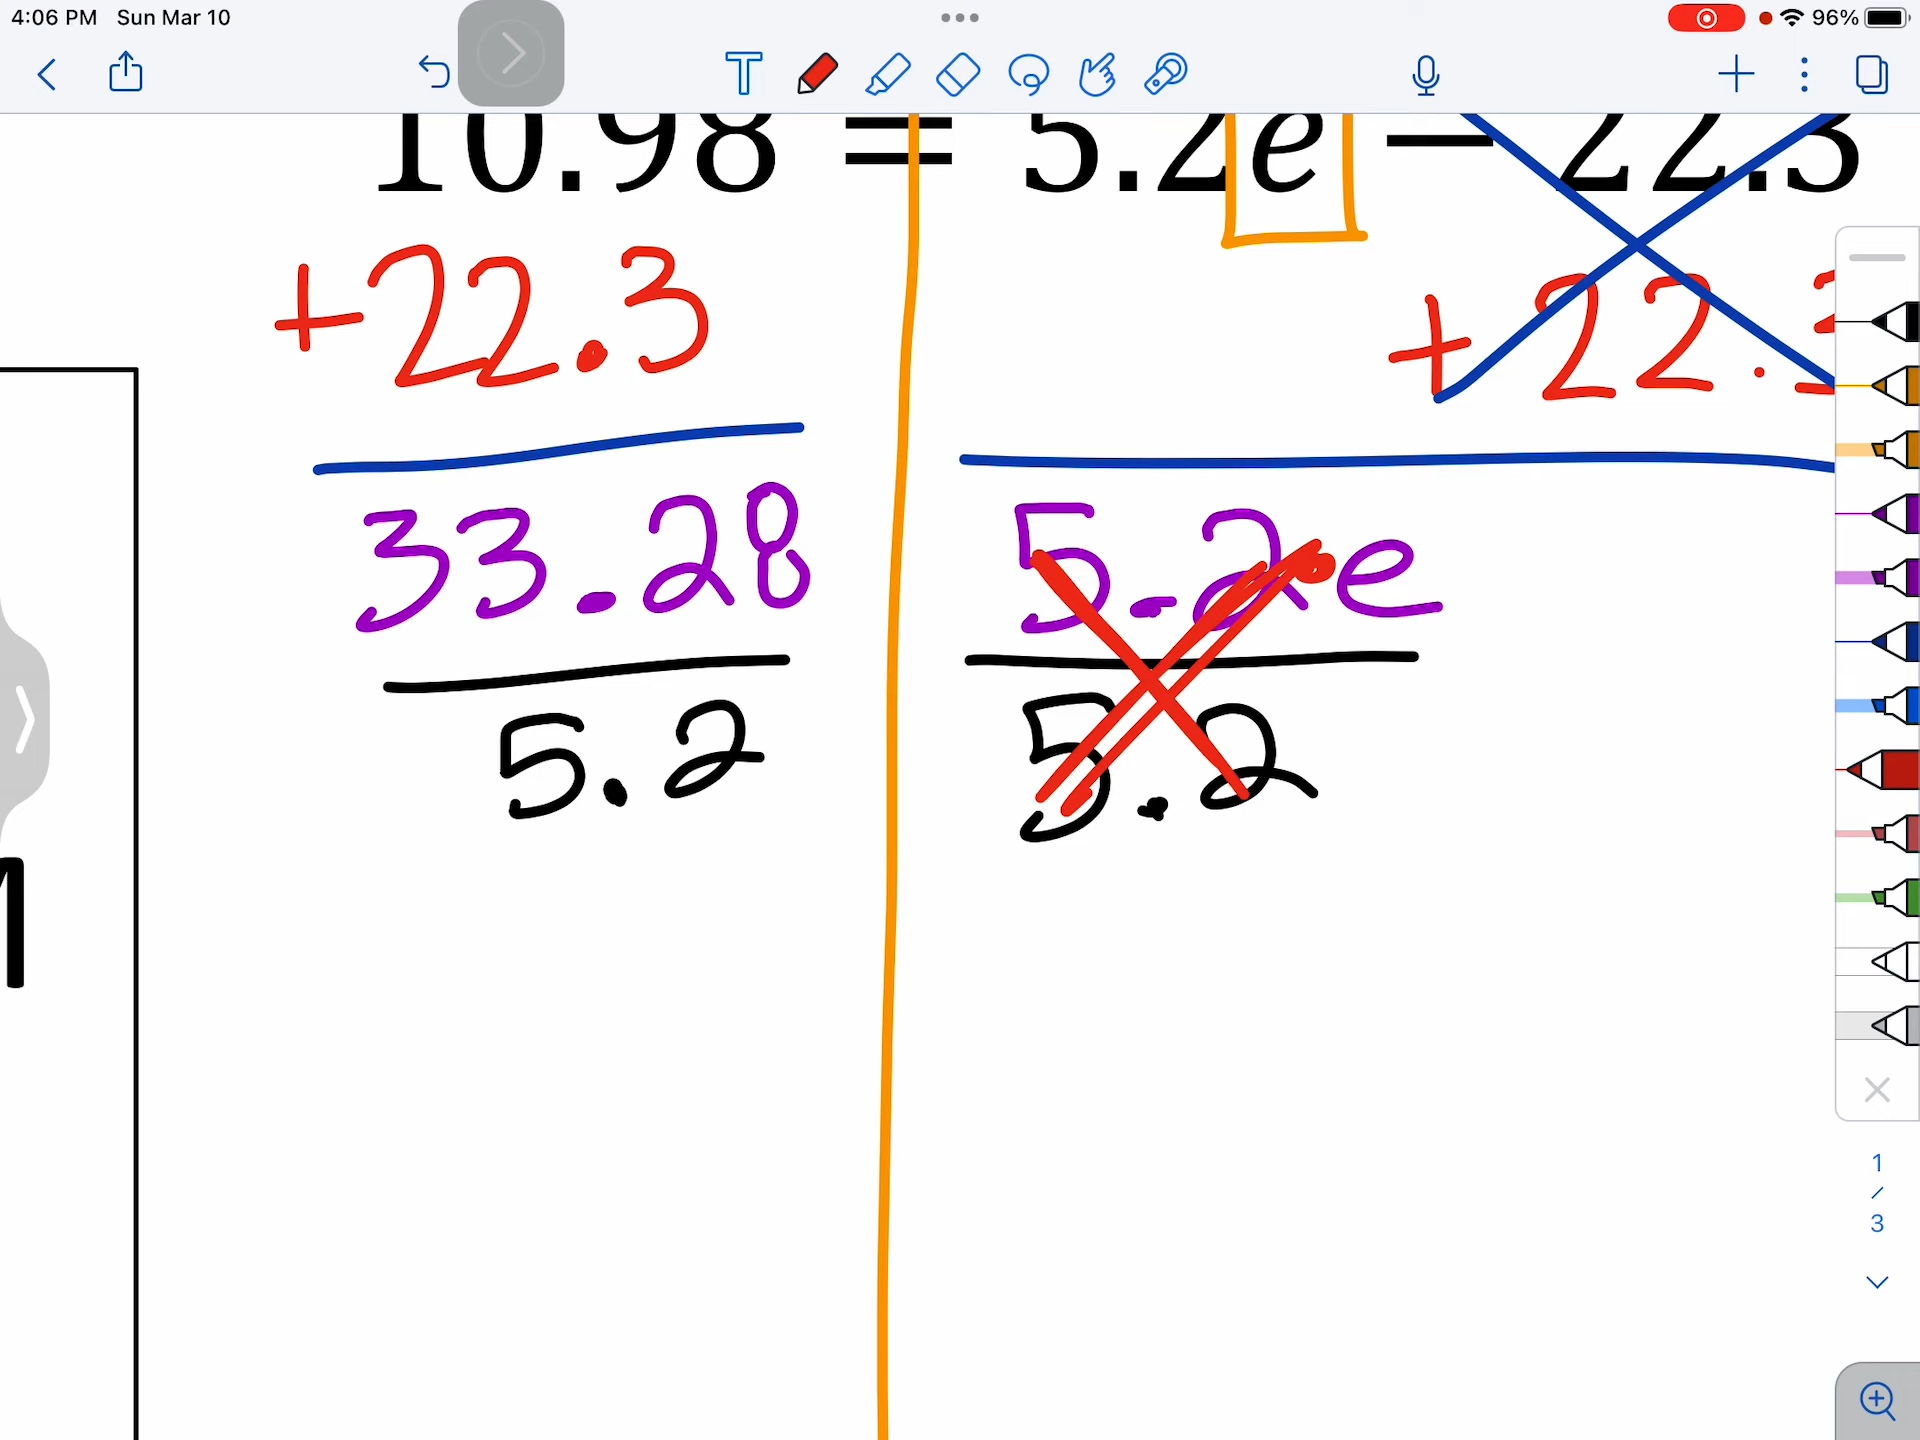 4:06 PM Sun Mar 10
96%
T
10.98 = 5.2e − 22.3
+22.3 +22.
33.28 5.2e
5.2 5.2
1
/
3